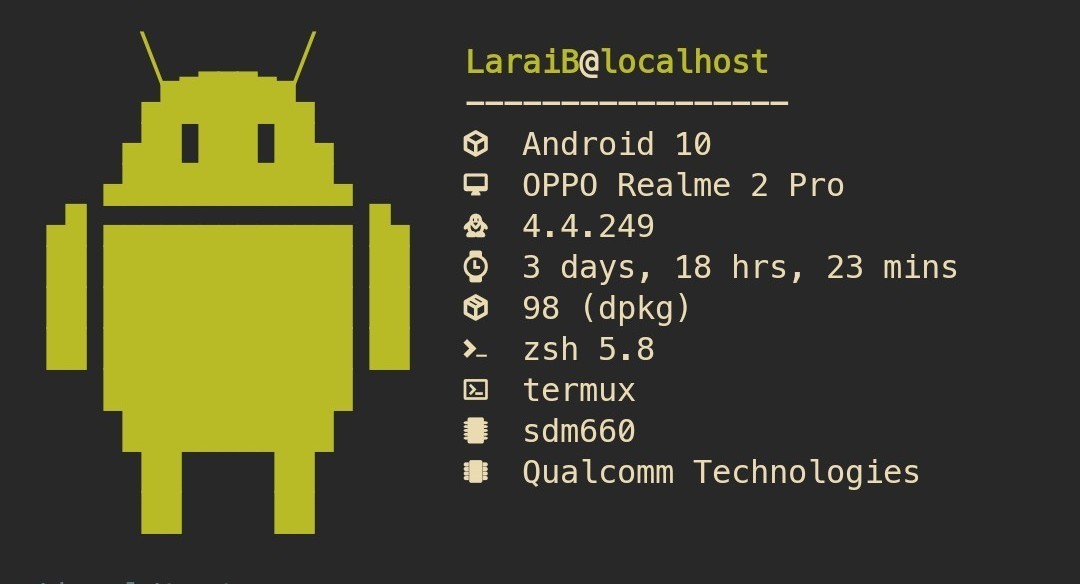 LaraiB@localhost
-----------------
Android 10
OPPO Realme 2 Pro
4.4.249
3 days, 18 hrs, 23 mins
98 (dpkg)
zsh 5.8
termux
sdm660
Qualcomm Technologies